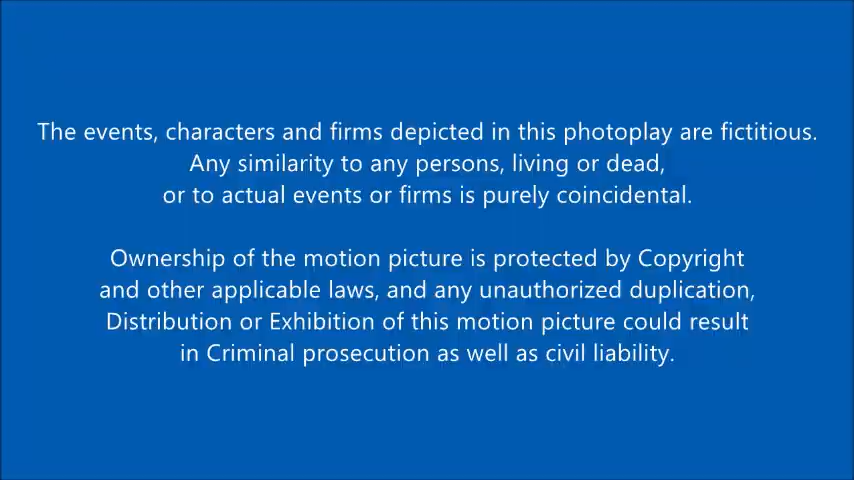 The events, characters and firms depicted in this photoplay are fictitious.
Any similarity to any persons, living or dead,
or to actual events or firms is purely coincidental.
Ownership of the motion picture is protected by Copyright
and other applicable laws, and any unauthorized duplication,
Distribution or Exhibition of this motion picture could result
in Criminal prosecution as well as civil liability.